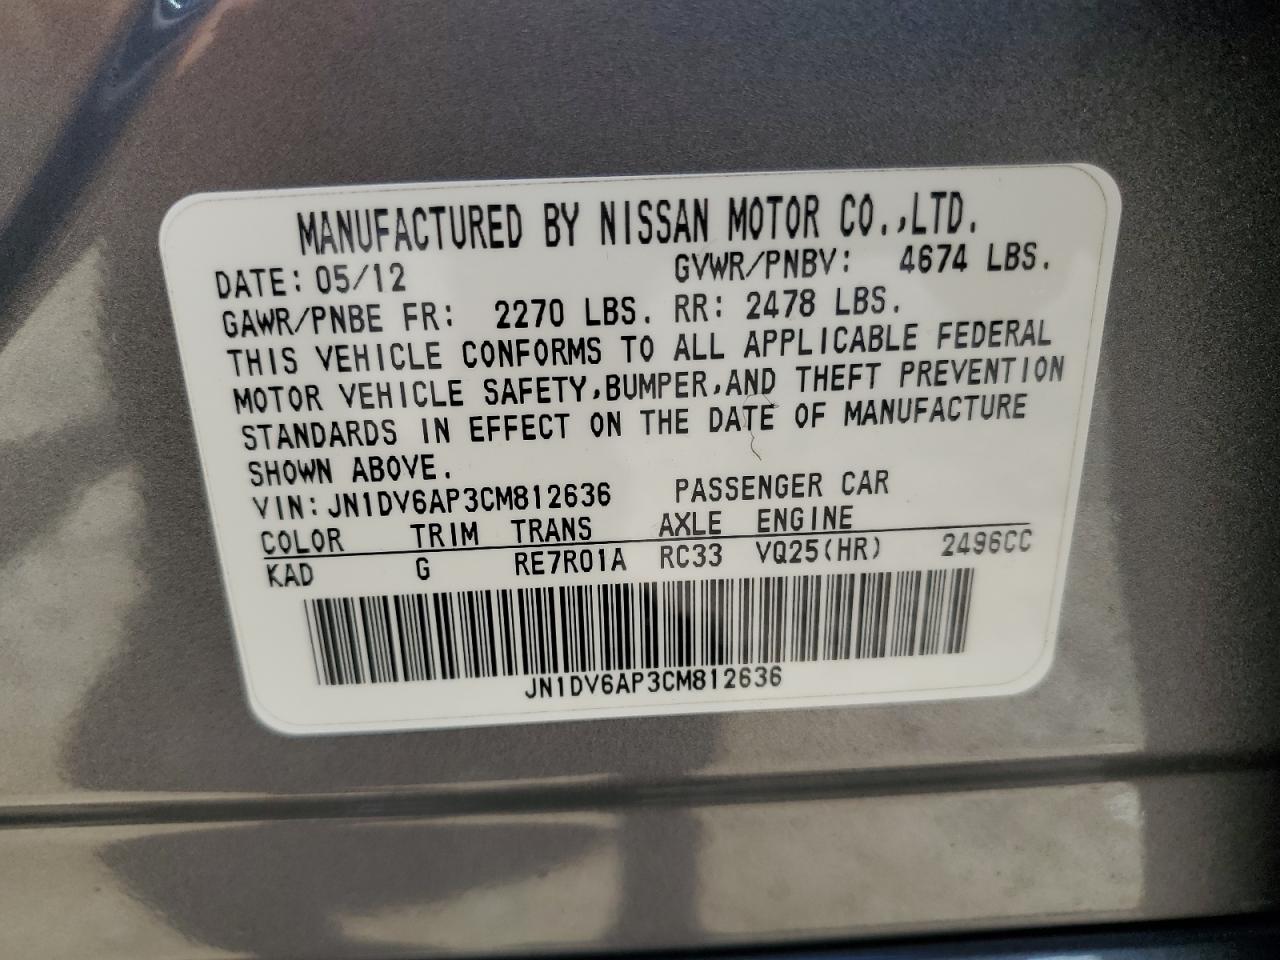 MANUFACTURED BY NISSAN MOTOR CO.,LTD.
DATE: 05/12 GVWR/PNBV: 4674 LBS.
GAWR/PNBE FR: 2270 LBS. RR: 2478 LBS.
THIS VEHICLE CONFORMS TO ALL APPLICABLE FEDERAL
MOTOR VEHICLE SAFETY,BUMPER,AND THEFT PREVENTION
STANDARDS IN EFFECT ON THE DATE OF MANUFACTURE
SHOWN ABOVE.
VIN:JN1DV6AP3CM812636 PASSENGER CAR
COLOR TRIM TRANS AXLE ENGINE
KAD G RE7R01A RC33 VQ25(HR) 2496CC
JN1DV6AP3CM812636